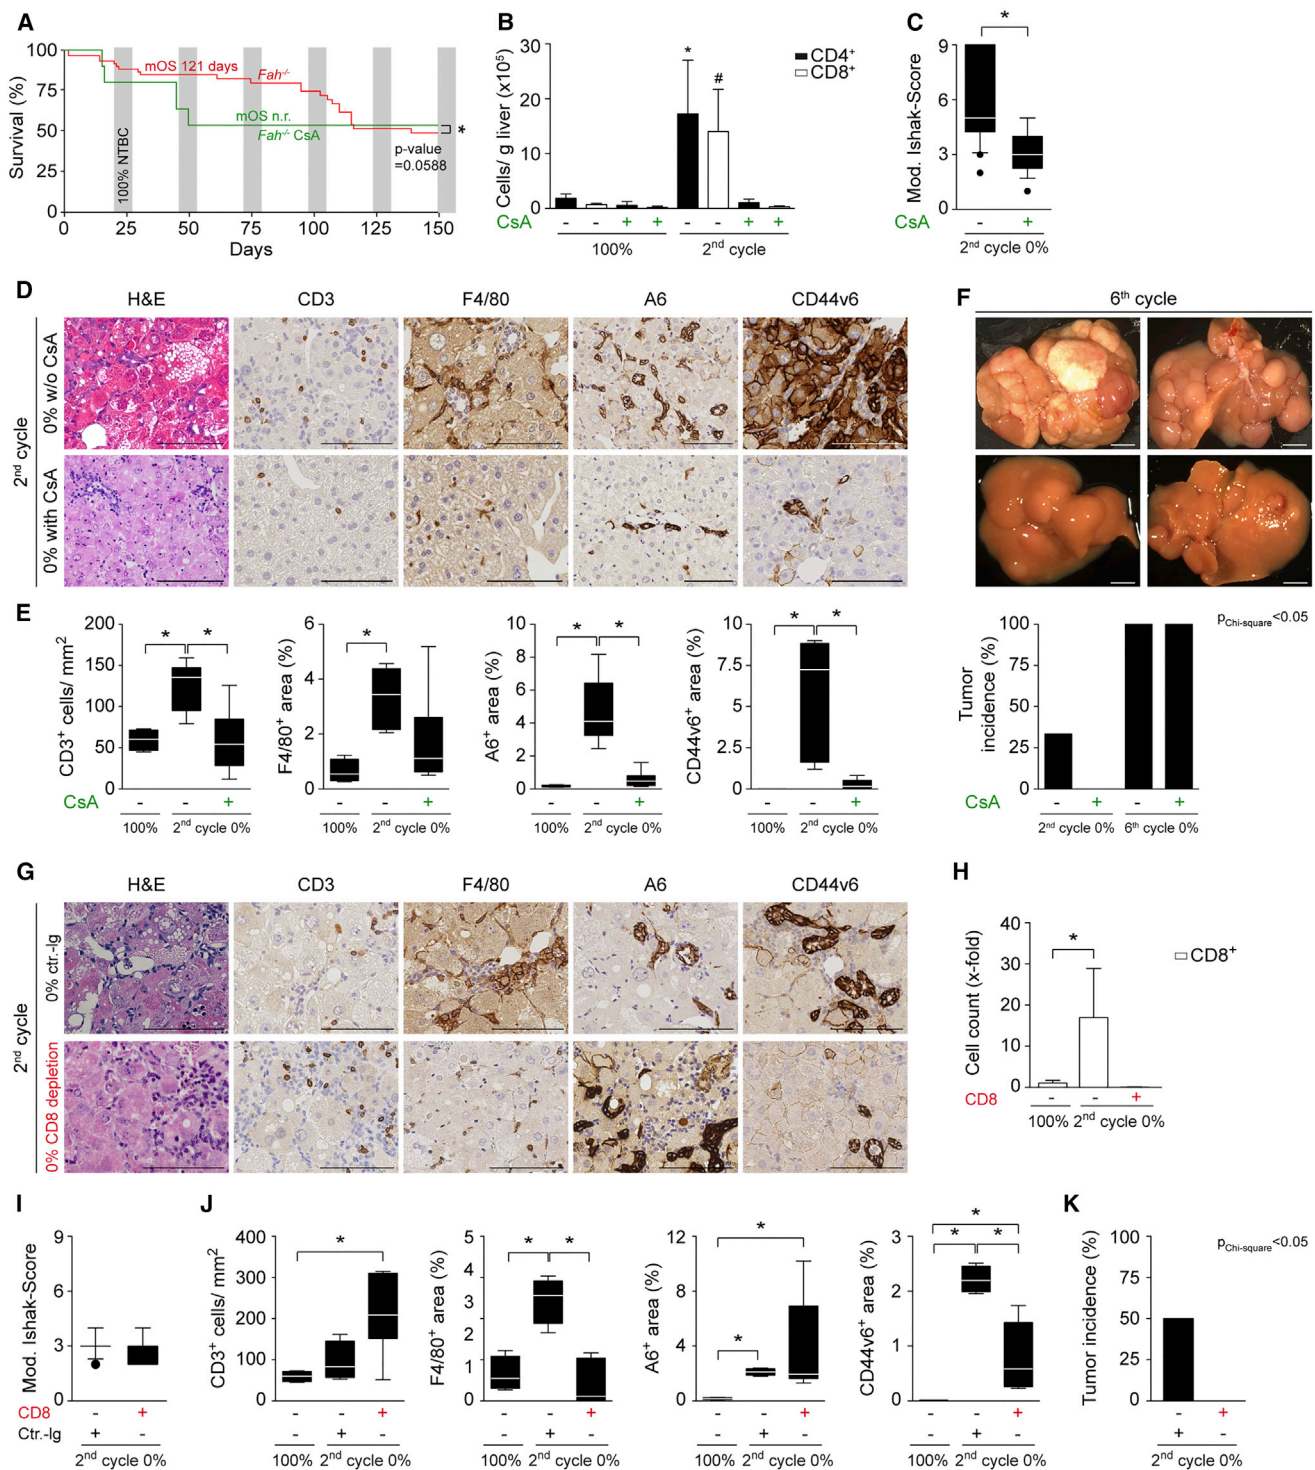 A
Survival (%)
100
75
50
25
0
mOS 121 days
Fah-/-
mOS n.r.
Fah-/- CsA
100% NTBC
*
p-value
=0.0588
0 25 50 75 100 125 150
Days
B
Cells/ g liver (x10⁵)
30
20
10
0
* #
CD4⁺
CD8⁺
CsA - - + + - - + +
100% 2nd cycle
C
Mod. Ishak-Score
9
6
3
0
*
CsA - +
2nd cycle 0%
D
H&E CD3 F4/80 A6 CD44v6
2nd cycle
0% w/o CsA
0% with CsA
E
CD3⁺ cells/ mm²
200
150
100
50
0
* *
CsA - - +
100% 2nd cycle 0%
F4/80⁺ area (%)
6
4
2
0
*
- - +
100% 2nd cycle 0%
A6⁺ area (%)
10
8
6
4
2
0
* *
- - +
100% 2nd cycle 0%
CD44v6⁺ area (%)
10
7.5
5
2.5
0
* *
- - +
100% 2nd cycle 0%
F
6th cycle
pChi-square<0.05
Tumor
incidence (%)
100
75
50
25
0
CsA - + - +
2nd cycle 0% 6th cycle 0%
G
H&E CD3 F4/80 A6 CD44v6
2nd cycle
0% ctr.-Ig
0% CD8 depletion
H
Cell count (x-fold)
40
30
20
10
0
*
CD8⁺
CD8 - - +
100% 2nd cycle 0%
I
Mod. Ishak-Score
9
6
3
0
CD8 - +
Ctr.-Ig + -
2nd cycle 0%
J
CD3⁺ cells/ mm²
400
300
200
100
0
*
- - +
- + -
100% 2nd cycle 0%
F4/80⁺ area (%)
5
4
2
1
0
* *
- - +
- + -
100% 2nd cycle 0%
A6⁺ area (%)
12
8
4
0
*
*
- - +
- + -
100% 2nd cycle 0%
CD44v6⁺ area (%)
3
2
1
0
*
* *
- - +
- + -
100% 2nd cycle 0%
K
Tumor incidence (%)
100
75
50
25
0
pChi-square<0.05
- +
+ -
2nd cycle 0%